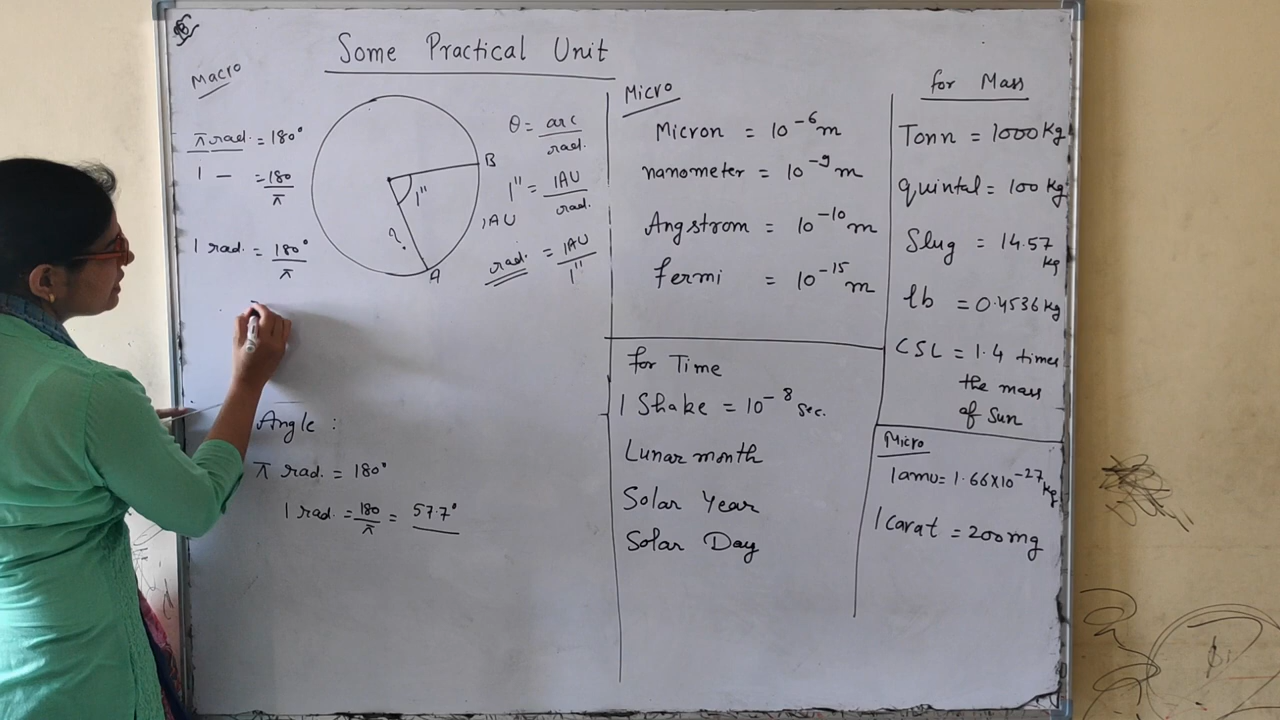 Some Practical Unit
Macro
π rad. = 180°
1 — = 180/π
1 rad. = 180°/π
B
1"
A
θ = arc/rad.
1" = 1AU/rad.
1AU
rad. = 1AU/1"
Angle :
π rad. = 180°
1 rad. = 180/π = 57.7°
Micro
Micron = 10⁻⁶ m
nanometer = 10⁻⁹ m
Angstrom = 10⁻¹⁰ m
fermi = 10⁻¹⁵ m
for Time
1 Shake = 10⁻⁸ sec.
Lunar month
Solar Year
Solar Day
for Mass
Tonn = 1000 Kg
quintal = 100 Kg
Slug = 14.57 Kg
lb = 0.4536 Kg
CSL = 1.4 times
the mass
of Sun
Micro
1amu = 1.66×10⁻²⁷ Kg
1 Carat = 200 mg